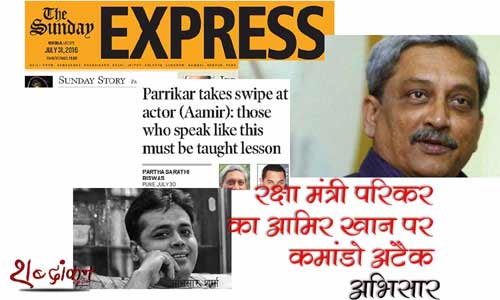 The Sunday
EXPRESS
JULY 31, 2016
SUNDAY STORY
Parrikar takes swipe at
actor (Aamir): those
who speak like this
must be taught lesson
PARTHA SARATHI
BISWAS
PUNE, JULY 30
रक्षा मंत्री परिकर
का आमिर खान पर
कमांडो अटैक
अभिसार
शब्दांकन
अभिसार शर्मा